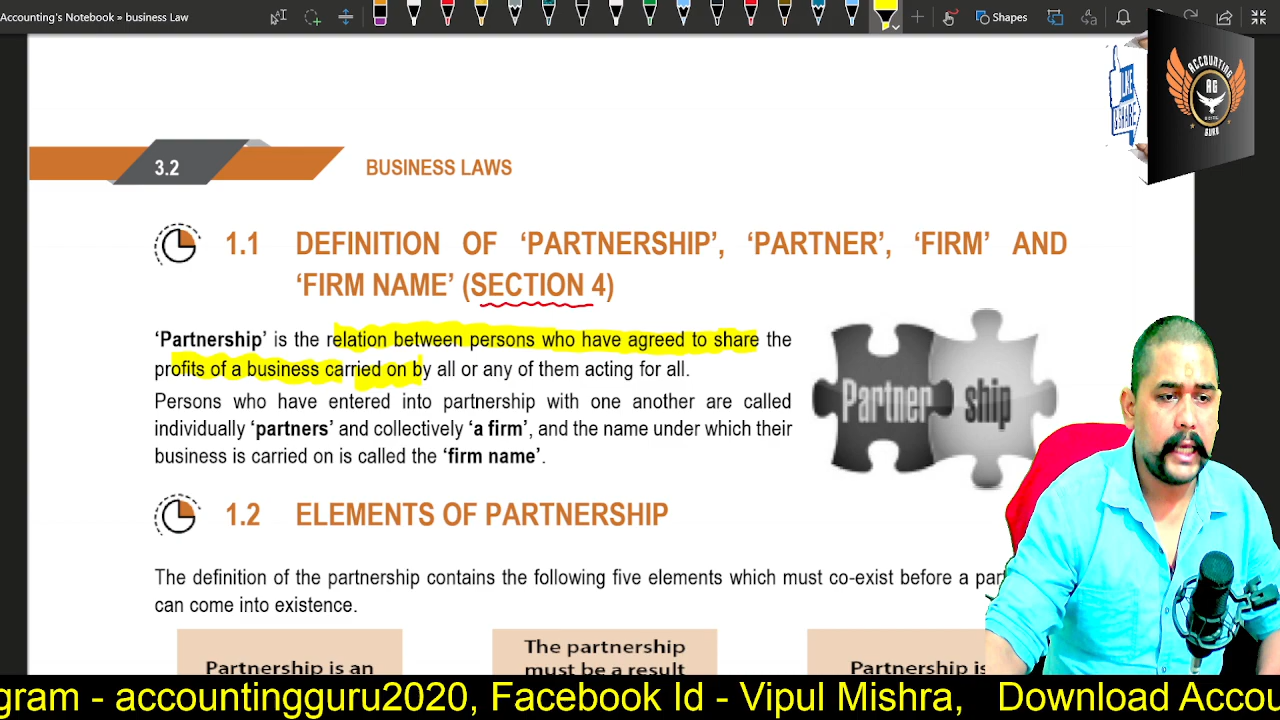 Accounting's Notebook » business Law
Shapes
ACCOUNTING
AG
GURU
LIKE
& SHARE
3.2
BUSINESS LAWS
1.1 DEFINITION OF ‘PARTNERSHIP’, ‘PARTNER’, ‘FIRM’ AND
‘FIRM NAME’ (SECTION 4)
‘Partnership’ is the relation between persons who have agreed to share the
profits of a business carried on by all or any of them acting for all.
Persons who have entered into partnership with one another are called
individually ‘partners’ and collectively ‘a firm’, and the name under which their
business is carried on is called the ‘firm name’.
Partner ship
1.2 ELEMENTS OF PARTNERSHIP
The definition of the partnership contains the following five elements which must co-exist before a par
can come into existence.
Partnership is an
The partnership
must be a result
Partnership is
gram - accountingguru2020, Facebook Id - Vipul Mishra, Download Accou